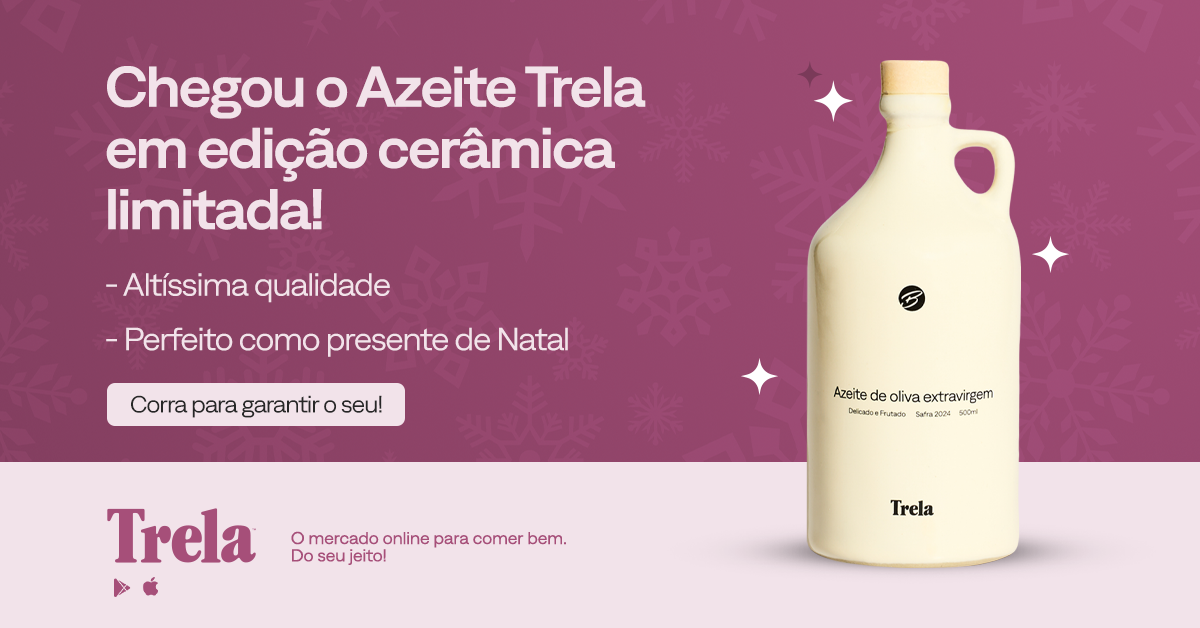 Chegou o Azeite Trela
em edição cerâmica
limitada!
- Altíssima qualidade
- Perfeito como presente de Natal
Corra para garantir o seu!
Trela™
O mercado online para comer bem.
Do seu jeito!
B
Azeite de oliva extravirgem
Delicado e Frutado Safra 2024 500ml
Trela